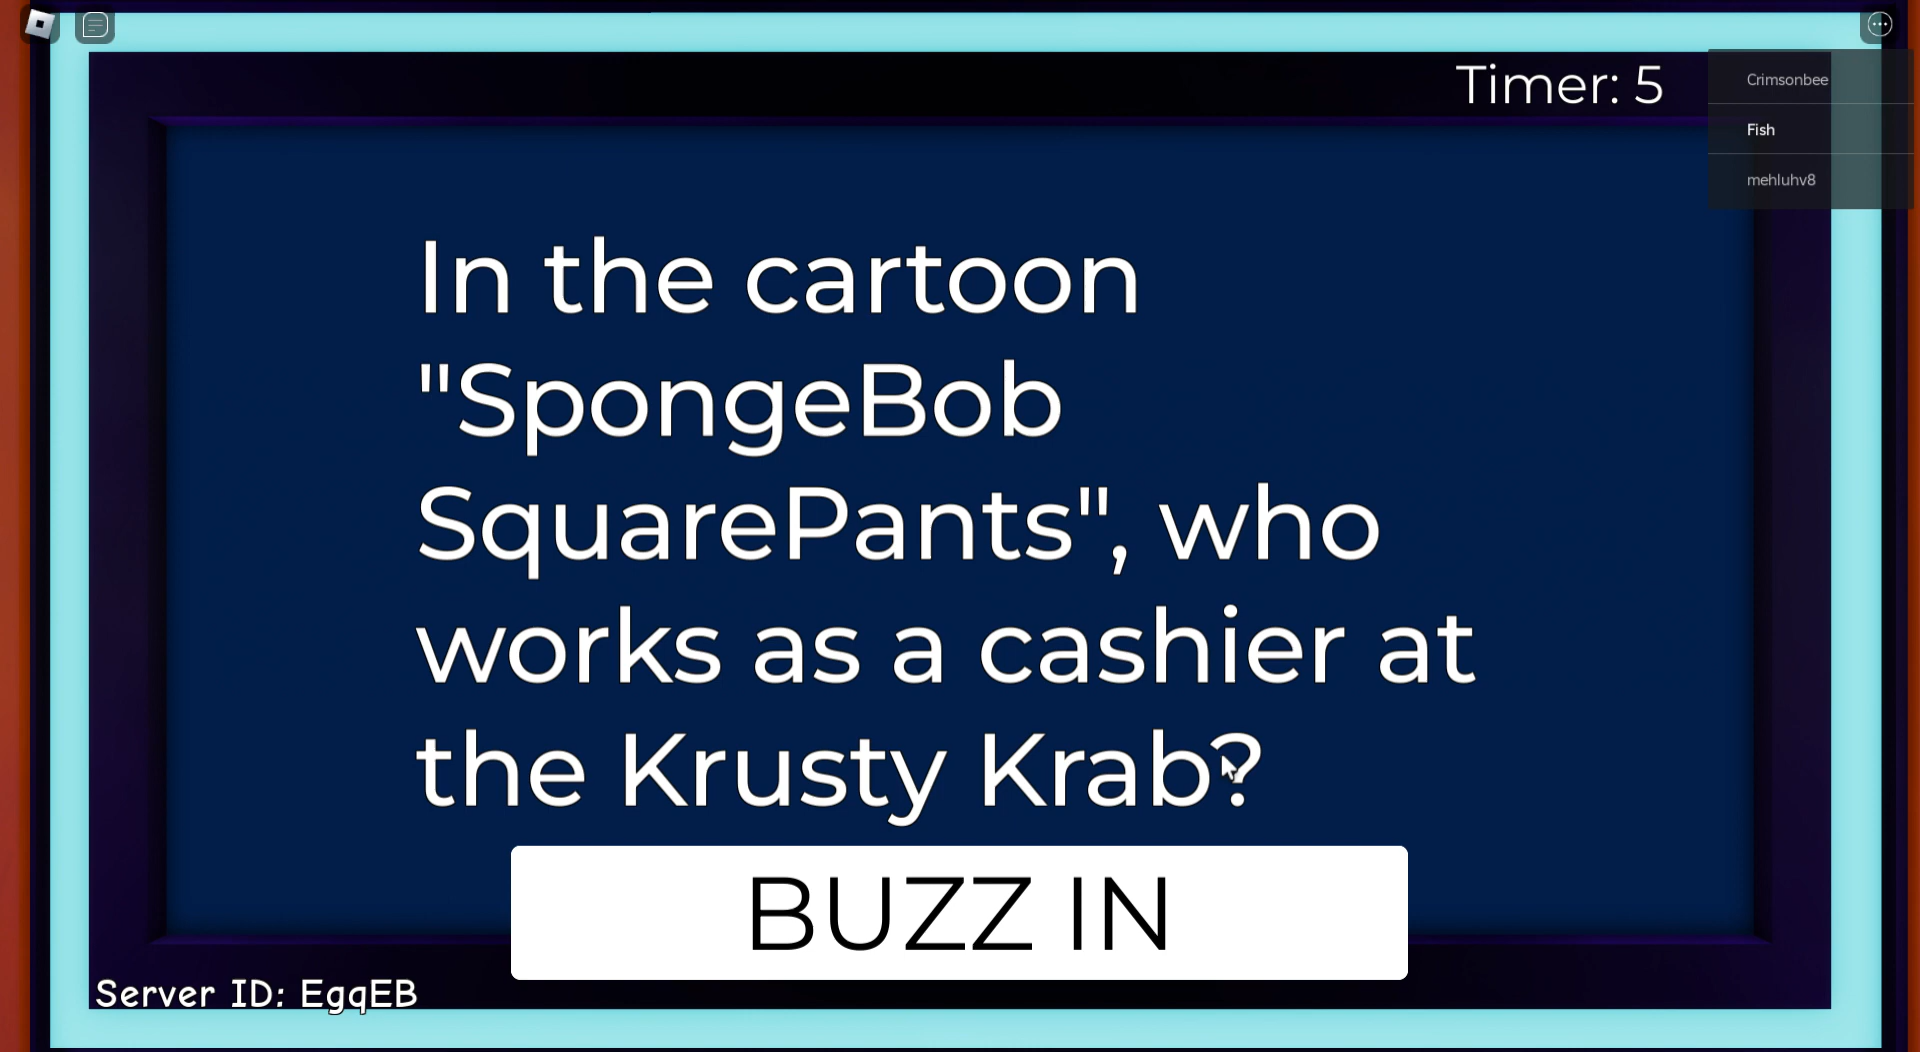 Timer: 5
Crimsonbee
Fish
mehluhv8
In the cartoon
"SpongeBob
SquarePants", who
works as a cashier at
the Krusty Krab?
BUZZ IN
Server ID: EgqEB